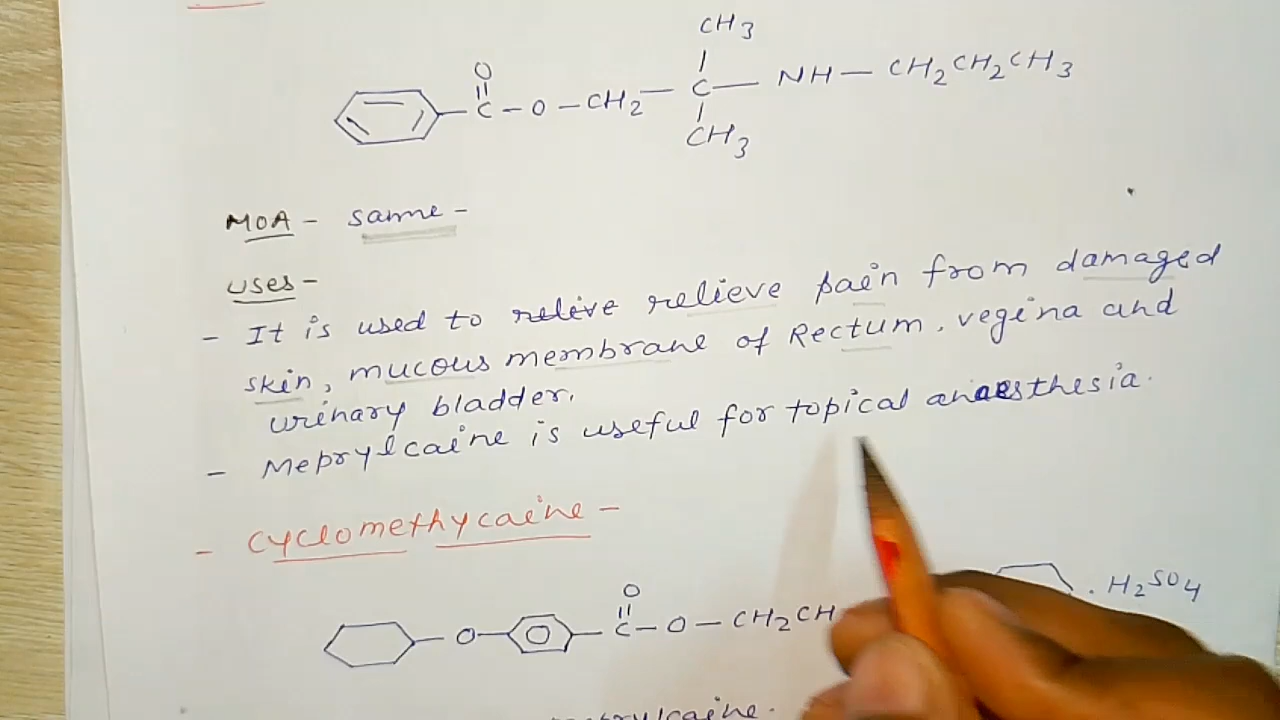 CH3
O
C - O - CH2 - C - NH - CH2CH2CH3
CH3
MOA - same -
uses -
- It is used to relive relieve pain from damaged
skin, mucous membrane of Rectum, vegina and
urinary bladder.
- Meprylcaine is useful for topical anaesthesia.
- Cyclomethycaine -
O
O - C - O - CH2CH
. H2SO4